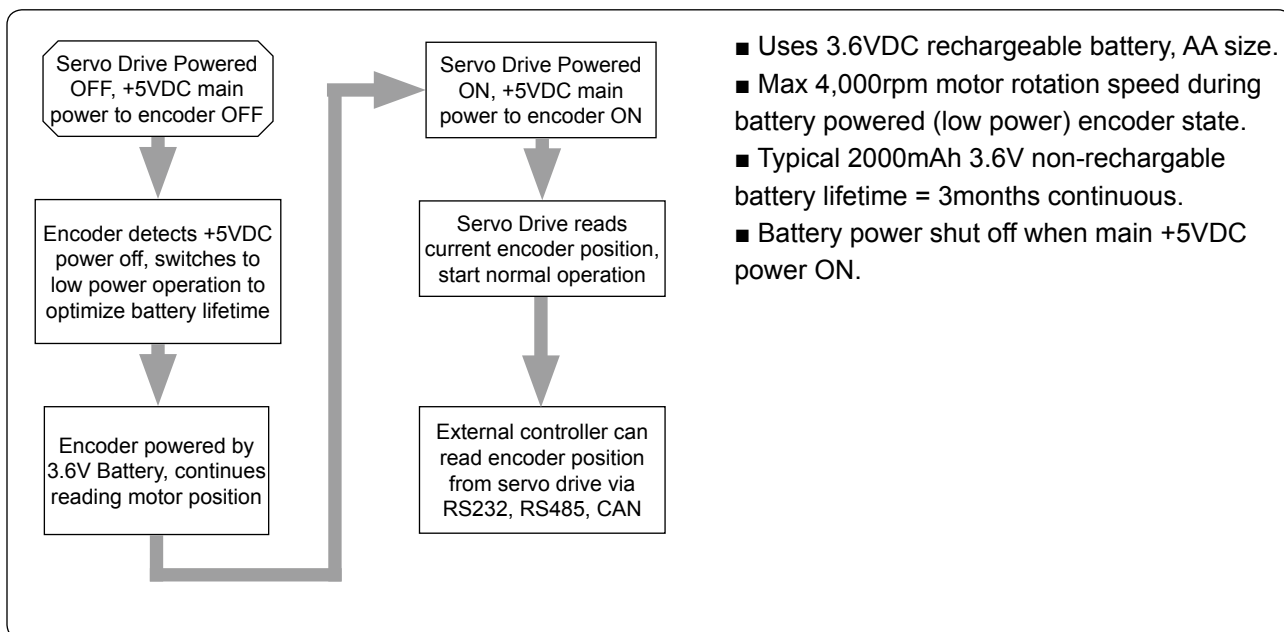 Servo Drive Powered
OFF, +5VDC main
power to encoder OFF
Encoder detects +5VDC
power off, switches to
low power operation to
optimize battery lifetime
Encoder powered by
3.6V Battery, continues
reading motor position
Servo Drive Powered
ON, +5VDC main
power to encoder ON
Servo Drive reads
current encoder position,
start normal operation
External controller can
read encoder position
from servo drive via
RS232, RS485, CAN
■ Uses 3.6VDC rechargeable battery, AA size.
■ Max 4,000rpm motor rotation speed during
battery powered (low power) encoder state.
■ Typical 2000mAh 3.6V non-rechargable
battery lifetime = 3months continuous.
■ Battery power shut off when main +5VDC
power ON.